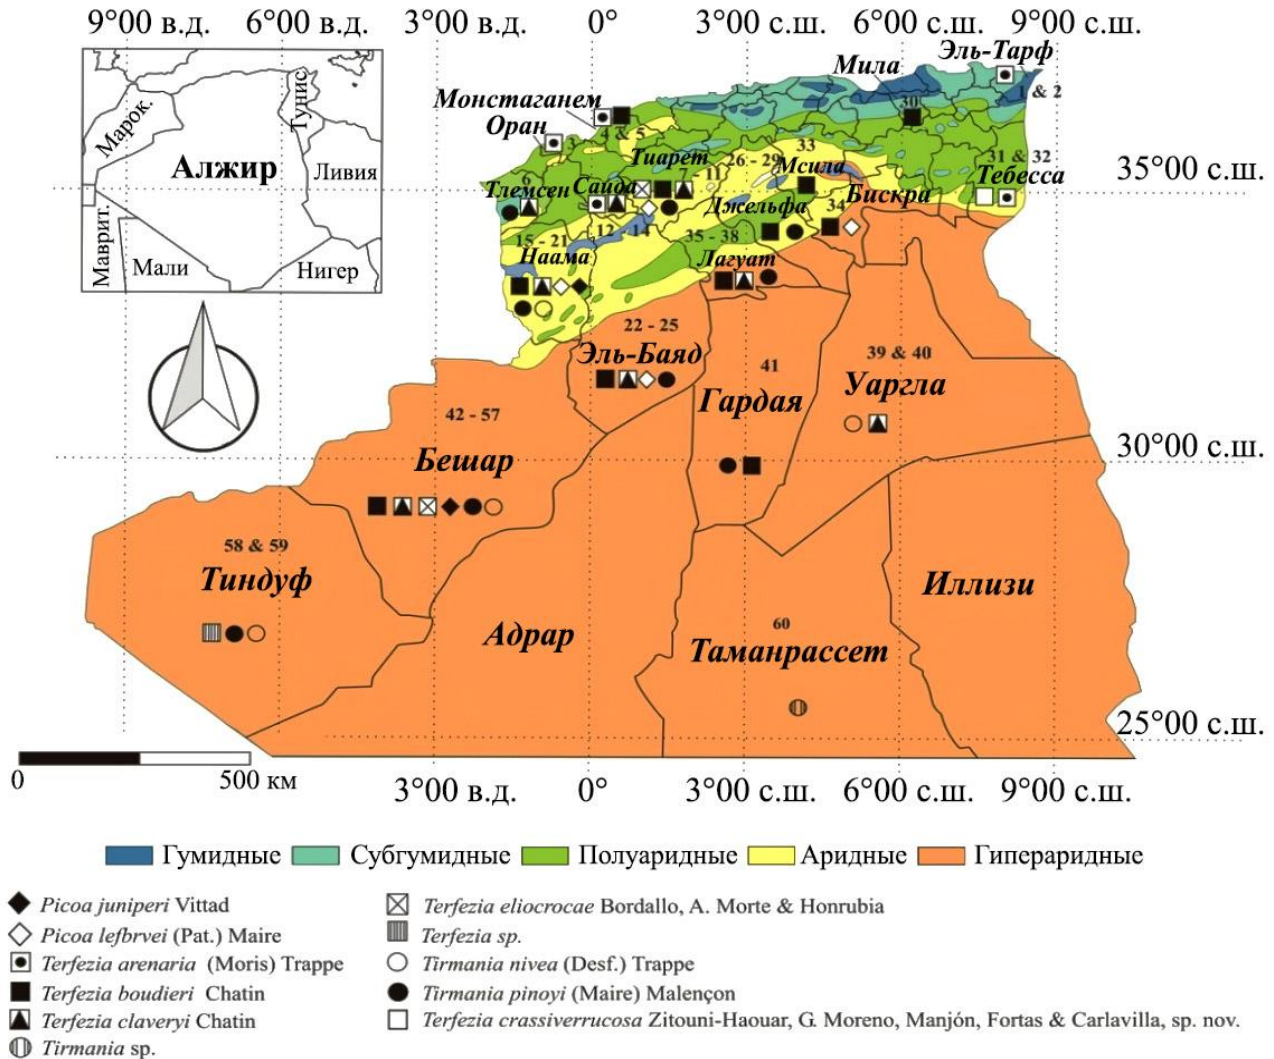 9°00 в.д. 6°00 в.д. 3°00 в.д. 0° 3°00 с.ш. 6°00 с.ш. 9°00 с.ш.
Эль-Тарф
Мила
1 & 2
Марок.
Тунис
Алжир
Ливия
Маврит.
Мали
Нигер
Монстаганем
30
Оран
3
4 & 5
33
Тиарет
26 - 29
Мсила
31 & 32
35°00 с.ш.
6
7 - 11
Тебесса
Тлемсен
Саида
Бискра
Джельфа
34
12 - 14
15 - 21
35 - 38
Наама
Лагуат
22 - 25
Эль-Баяд
39 & 40
41
Уаргла
Гардая
42 - 57
30°00 с.ш.
Бешар
58 & 59
Тиндуф
Иллизи
60
Адрар
Таманрассет
25°00 с.ш.
0 500 км
3°00 в.д. 0° 3°00 с.ш. 6°00 с.ш. 9°00 с.ш.
Гумидные Субгумидные Полуаридные Аридные Гипераридные
Picoa juniperi Vittad
Picoa lefbrvei (Pat.) Maire
Terfezia arenaria (Moris) Trappe
Terfezia boudieri Chatin
Terfezia claveryi Chatin
Tirmania sp.
Terfezia eliocrocae Bordallo, A. Morte & Honrubia
Terfezia sp.
Tirmania nivea (Desf.) Trappe
Tirmania pinoyi (Maire) Malençon
Terfezia crassiverrucosa Zitouni-Haouar, G. Moreno, Manjón, Fortas & Carlavilla, sp. nov.